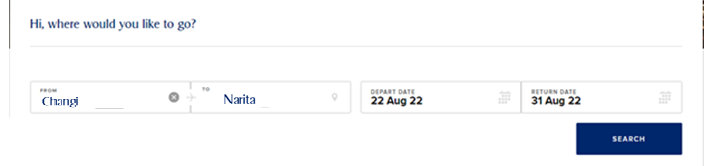 Hi, where would you like to go?
FROM TO DEPART DATE RETURN DATE
Changi Narita 22 Aug 22 31 Aug 22
SEARCH